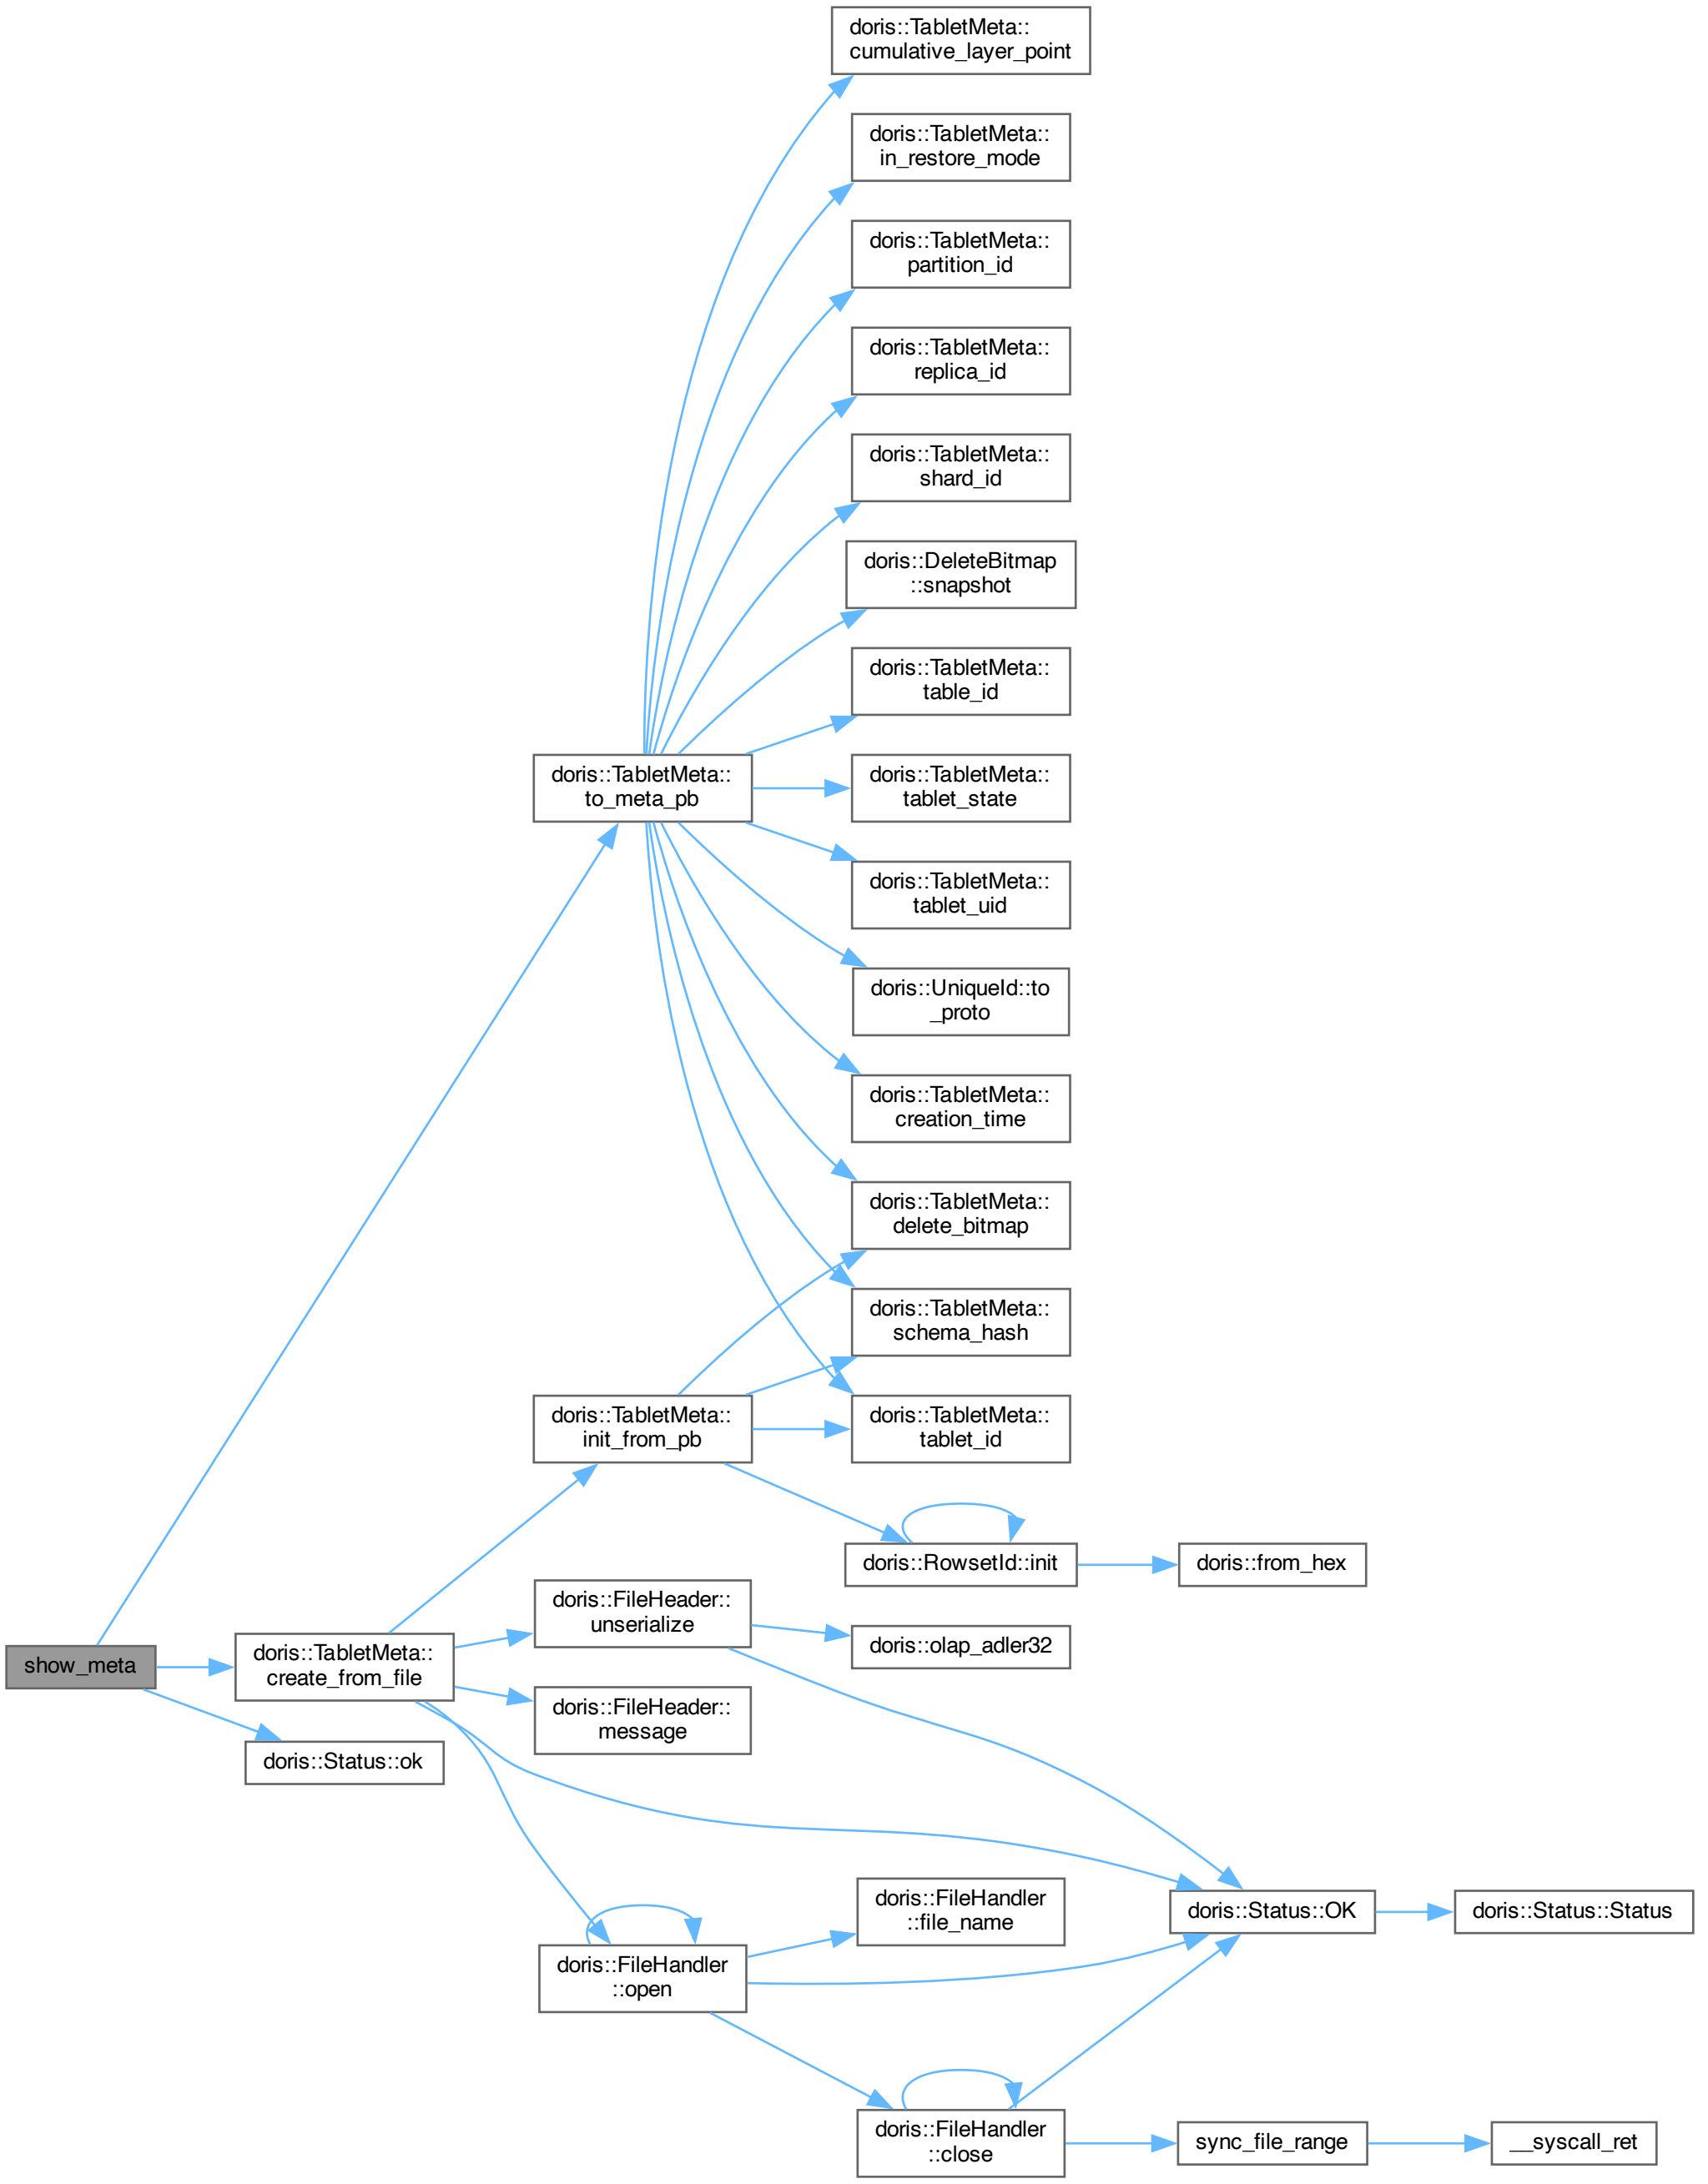 doris::TabletMeta::
cumulative_layer_point
doris::TabletMeta::
in_restore_mode
doris::TabletMeta::
partition_id
doris::TabletMeta::
replica_id
doris::TabletMeta::
shard_id
doris::DeleteBitmap
::snapshot
doris::TabletMeta::
table_id
doris::TabletMeta::
to_meta_pb
doris::TabletMeta::
tablet_state
doris::TabletMeta::
tablet_uid
doris::UniqueId::to
_proto
doris::TabletMeta::
creation_time
doris::TabletMeta::
delete_bitmap
doris::TabletMeta::
schema_hash
doris::TabletMeta::
init_from_pb
doris::TabletMeta::
tablet_id
doris::RowsetId::init
doris::from_hex
doris::FileHeader::
unserialize
doris::olap_adler32
show_meta
doris::TabletMeta::
create_from_file
doris::FileHeader::
message
doris::Status::ok
doris::FileHandler
::file_name
doris::Status::OK
doris::Status::Status
doris::FileHandler
::open
doris::FileHandler
::close
sync_file_range
__syscall_ret